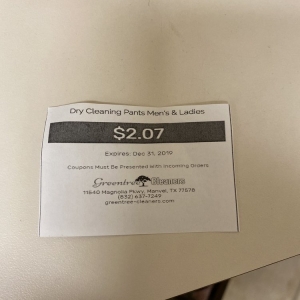 Dry Cleaning Pants Men's & Ladies
$2.07
Expires: Dec 31, 2019
Coupons Must Be Presented with Incoming Orders
Greentree Cleaners
11640 Magnolia Pkwy, Manvel, TX 77578
(832) 637-7249
greentree-cleaners.com